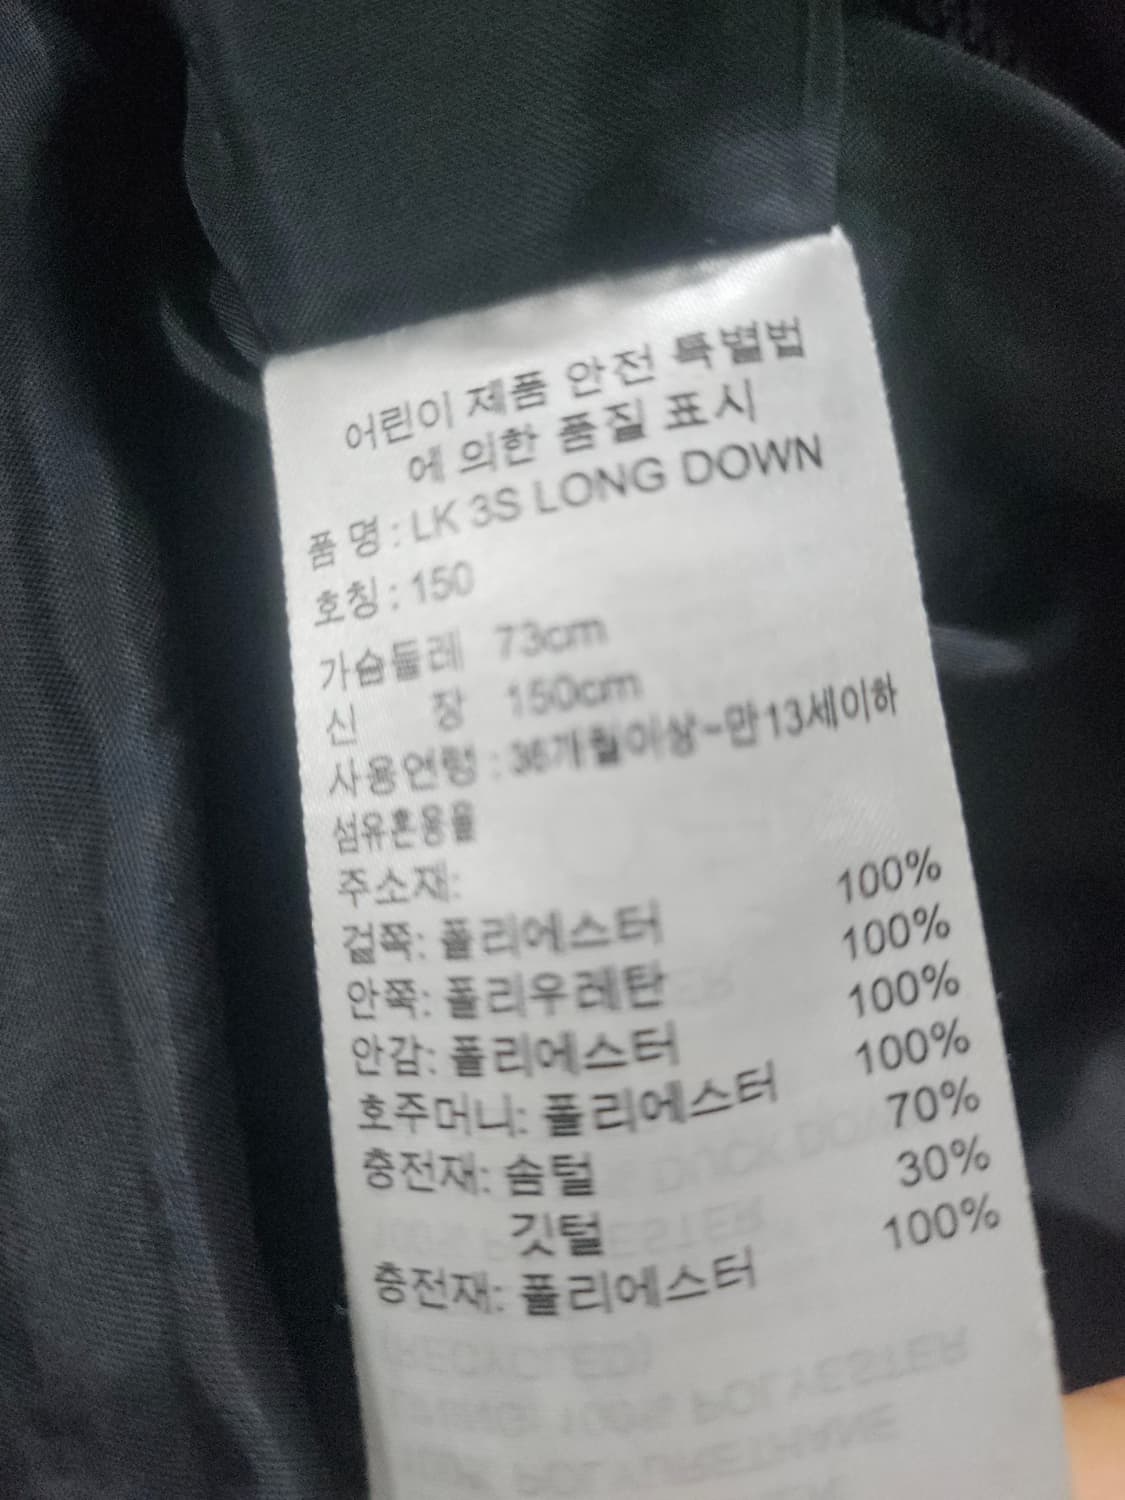 어린이 제품 안전 특별법
에 의한 품질 표시
품 명 : LK 3S LONG DOWN
호칭 : 150
가슴둘레 73cm
신 장 150cm
사용연령 : 36개월이상~만13세이하
섬유혼용율
주소재:
겉쪽: 폴리에스터 100%
안쪽: 폴리우레탄 100%
안감: 폴리에스터 100%
호주머니: 폴리에스터 100%
충전재: 솜털 70%
깃털 30%
충전재: 폴리에스터 100%